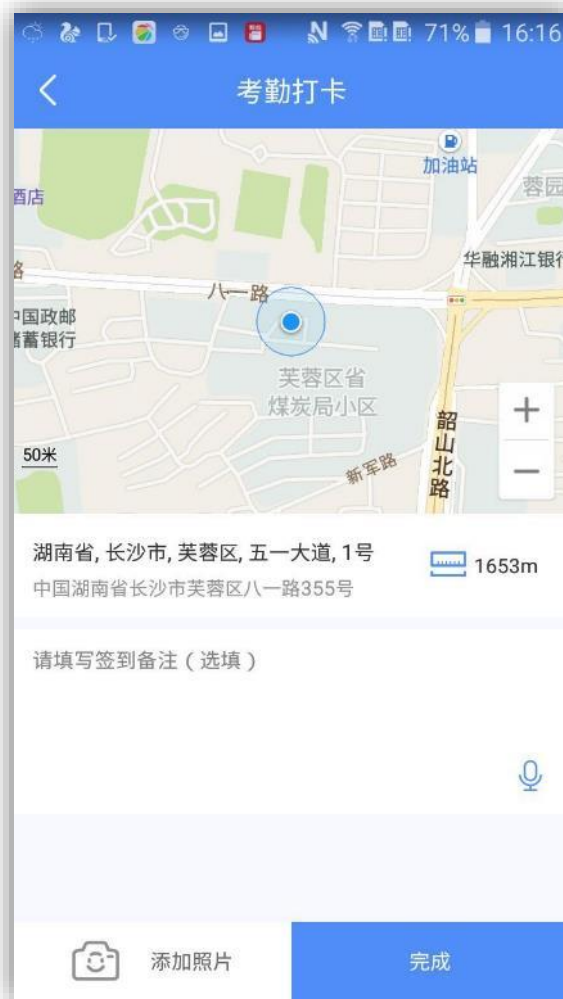 71% 16:16
考勤打卡
加油站
酒店
蓉园
华融湘江银行
路
八一路
中国政邮
储蓄银行
芙蓉区省
煤炭局小区
韶山北路
新军路
50米
+
−
湖南省, 长沙市, 芙蓉区, 五一大道, 1号
1653m
中国湖南省长沙市芙蓉区八一路355号
请填写签到备注（选填）
添加照片
完成